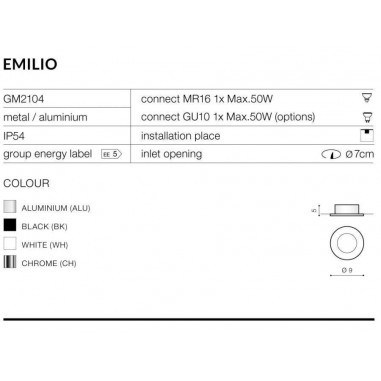 EMILIO
GM2104 connect MR16 1x Max.50W
metal / aluminium connect GU10 1x Max.50W (options)
IP54 installation place
group energy label EE 5 inlet opening Ø7cm
COLOUR
ALUMINIUM (ALU)
BLACK (BK)
WHITE (WH)
CHROME (CH)
5
Ø 9